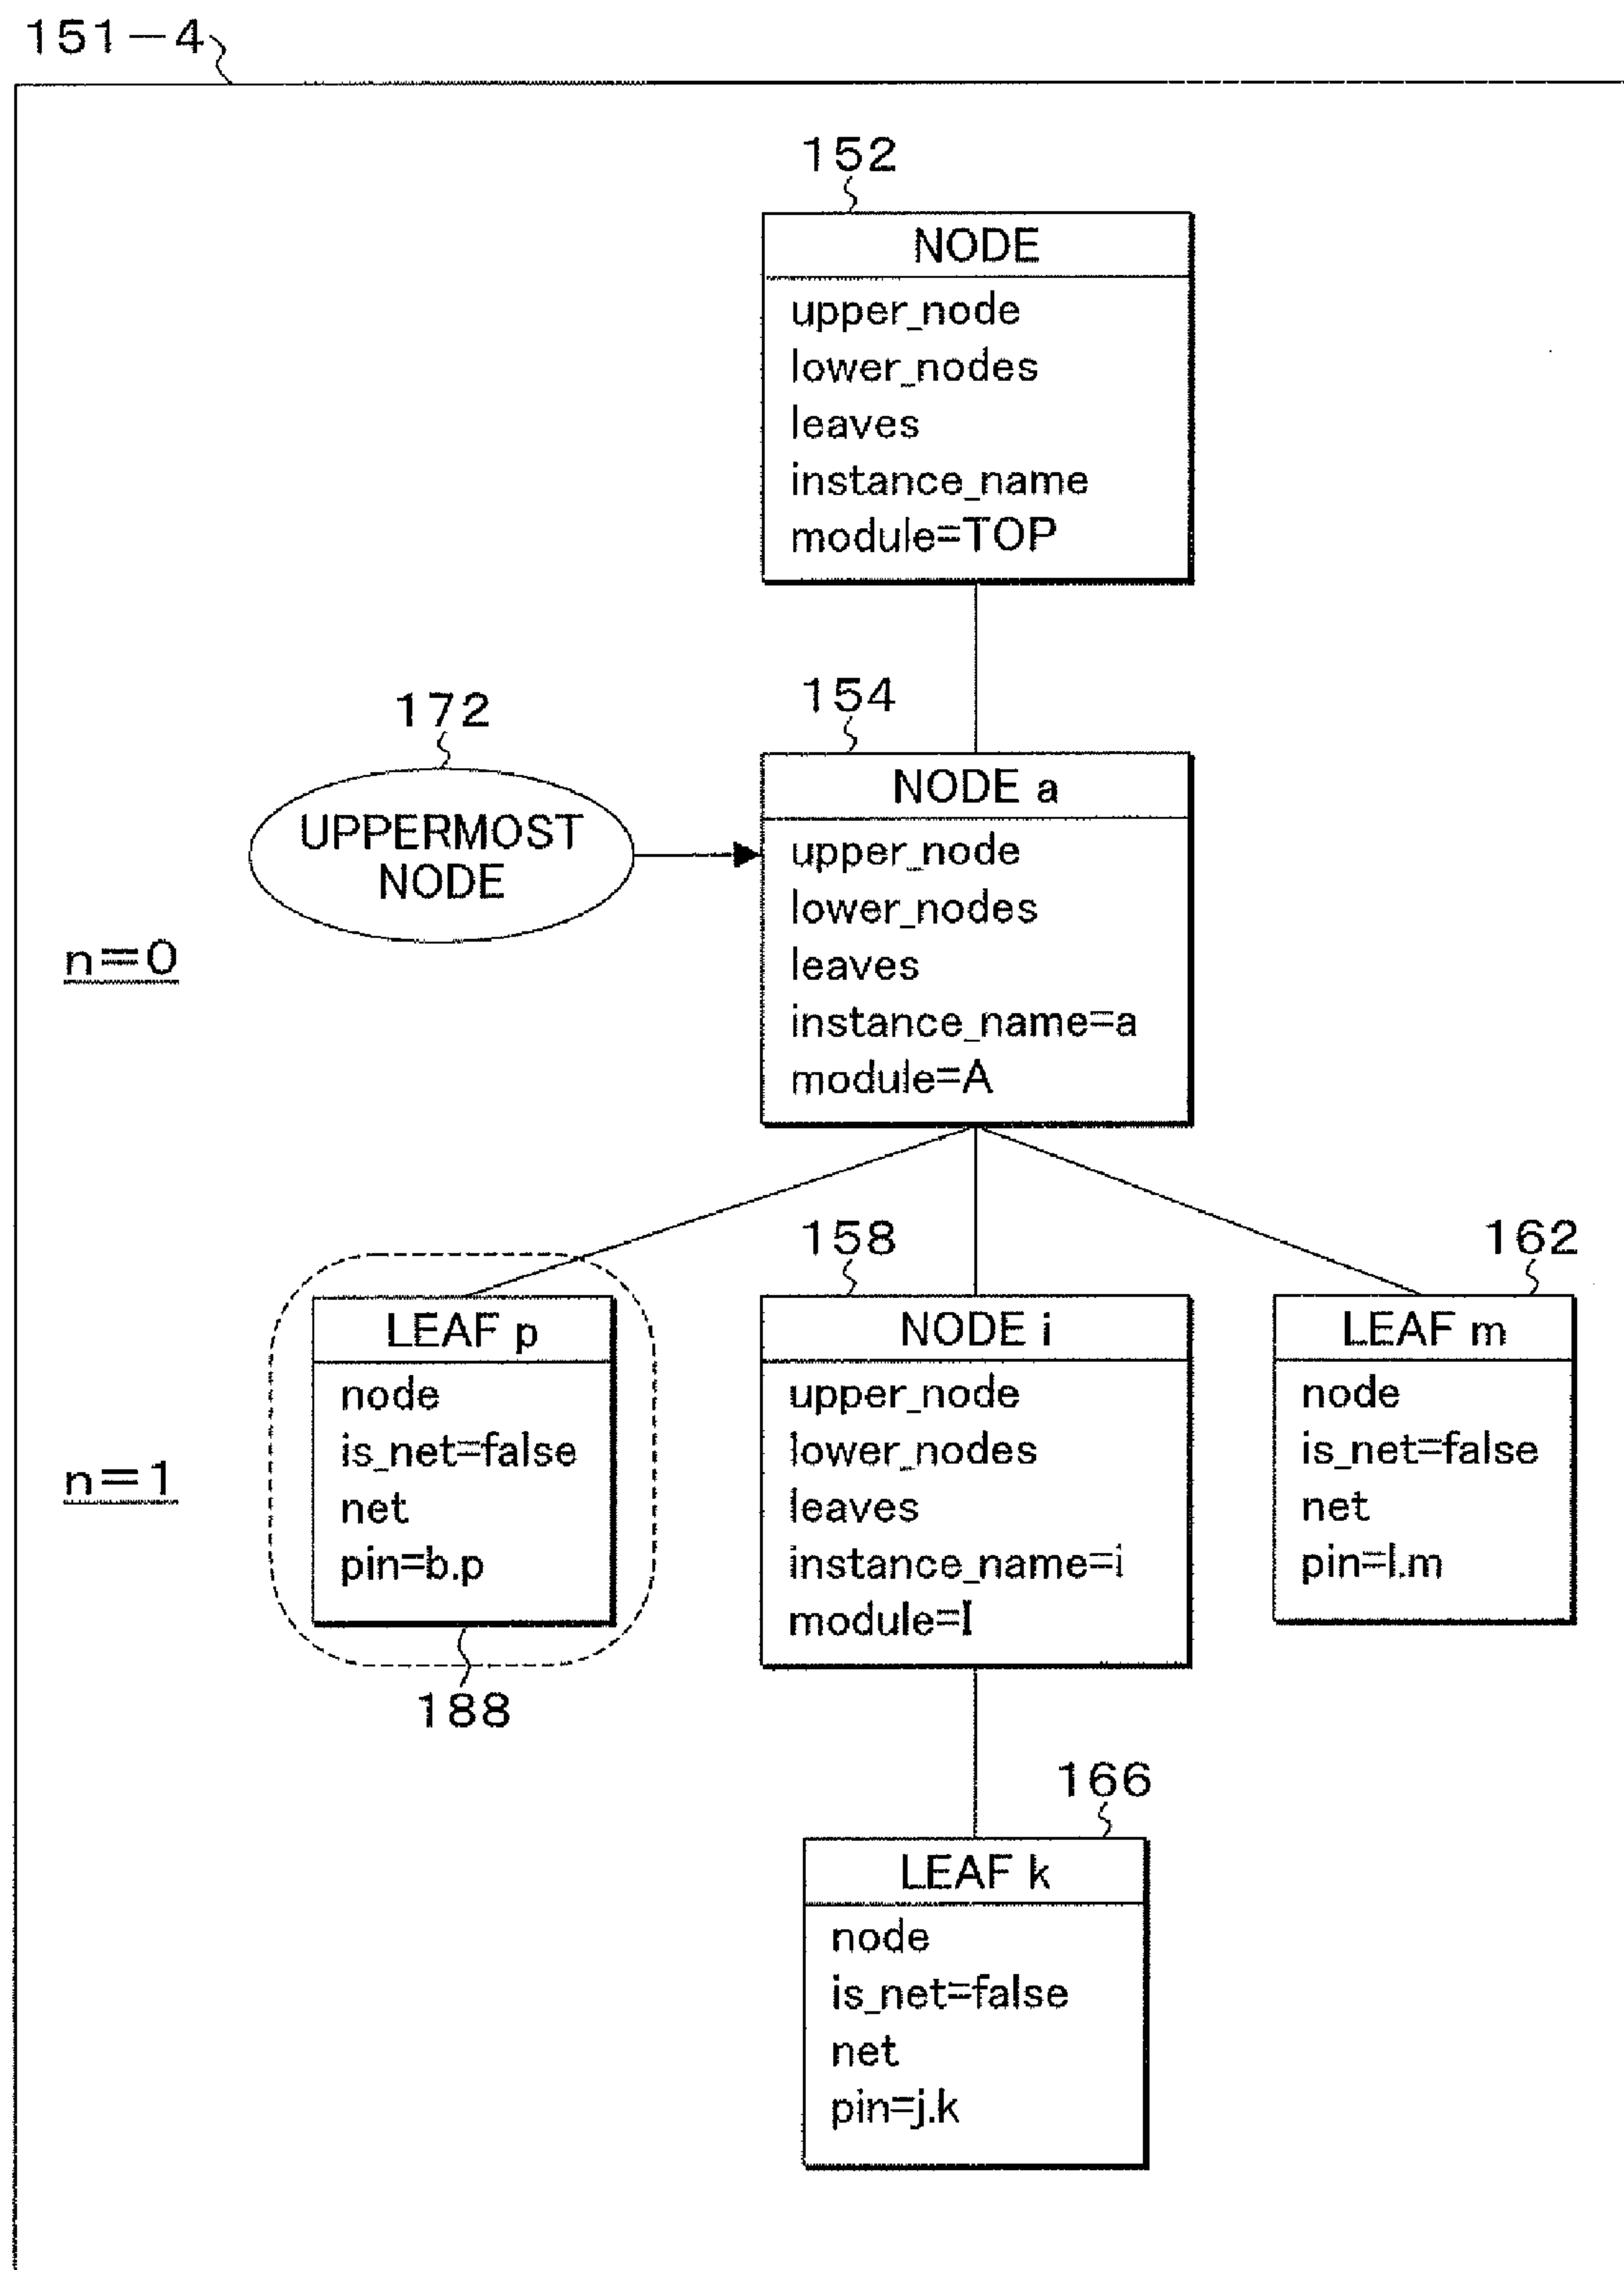 151-4
152
NODE
upper_node
lower_nodes
leaves
instance_name
module=TOP
172
UPPERMOST
NODE
154
NODE a
upper_node
lower_nodes
leaves
instance_name=a
module=A
n=0
188
LEAF p
node
is_net=false
net
pin=b.p
158
NODE i
upper_node
lower_nodes
leaves
instance_name=i
module=I
162
LEAF m
node
is_net=false
net
pin=l.m
n=1
166
LEAF k
node
is_net=false
net
pin=j.k